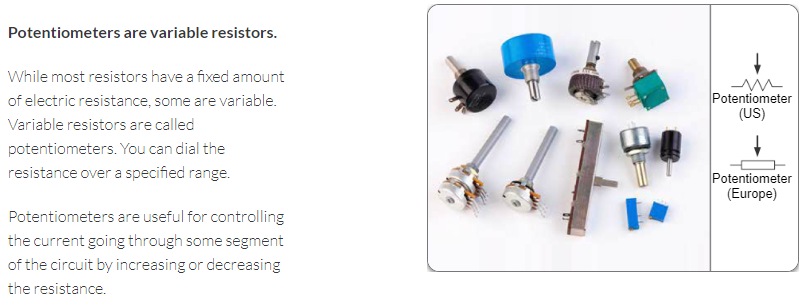 Potentiometers are variable resistors.
While most resistors have a fixed amount
of electric resistance, some are variable.
Variable resistors are called
potentiometers. You can dial the
resistance over a specified range.
Potentiometers are useful for controlling
the current going through some segment
of the circuit by increasing or decreasing
the resistance.
Potentiometer
(US)
Potentiometer
(Europe)